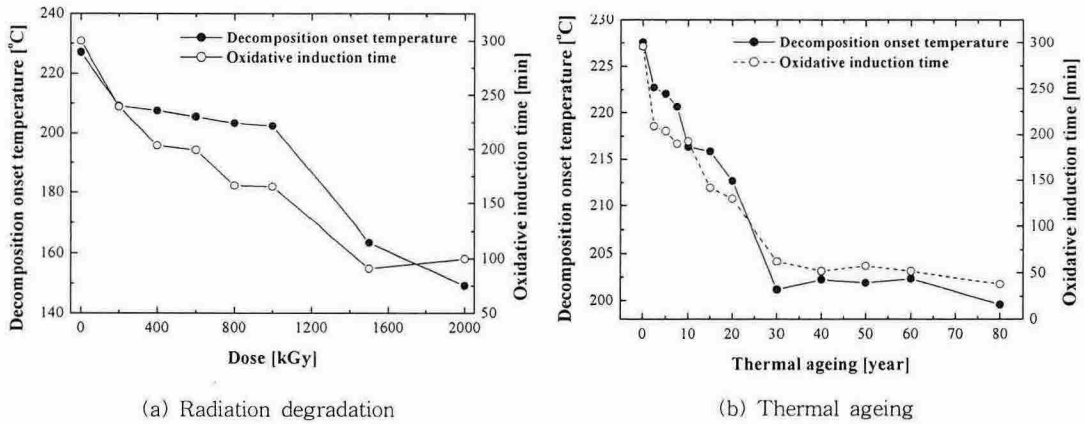 Decomposition onset temperature [°C]
240
220
200
180
160
140
Decomposition onset temperature
Oxidative induction time
300
250
200
150
100
50
Oxidative induction time [min]
0 400 800 1200 1600 2000
Dose [kGy]
(a) Radiation degradation
Decomposition onset temperature [°C]
230
225
220
215
210
205
200
Decomposition onset temperature
Oxidative induction time
300
250
200
150
100
50
0
Oxidative induction time [min]
0 10 20 30 40 50 60 70 80
Thermal ageing [year]
(b) Thermal ageing